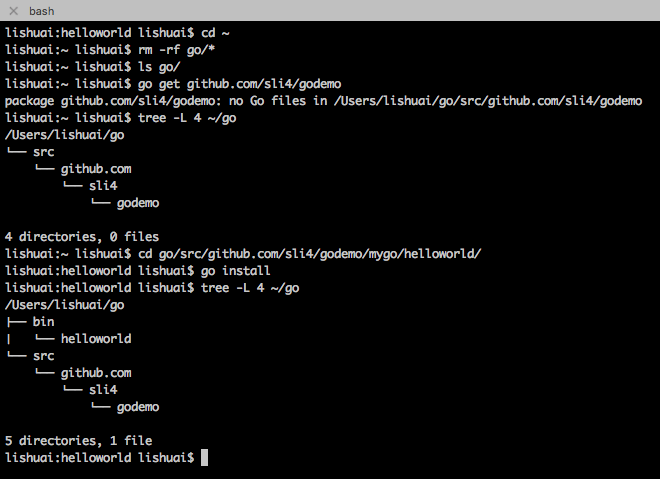 bash
lishuai:helloworld lishuai$ cd ~
lishuai:~ lishuai$ rm -rf go/*
lishuai:~ lishuai$ ls go/
lishuai:~ lishuai$ go get github.com/sli4/godemo
package github.com/sli4/godemo: no Go files in /Users/lishuai/go/src/github.com/sli4/godemo
lishuai:~ lishuai$ tree -L 4 ~/go
/Users/lishuai/go
└── src
    └── github.com
        └── sli4
            └── godemo
4 directories, 0 files
lishuai:~ lishuai$ cd go/src/github.com/sli4/godemo/mygo/helloworld/
lishuai:helloworld lishuai$ go install
lishuai:helloworld lishuai$ tree -L 4 ~/go
/Users/lishuai/go
├── bin
|   └── helloworld
└── src
    └── github.com
        └── sli4
            └── godemo
5 directories, 1 file
lishuai:helloworld lishuai$